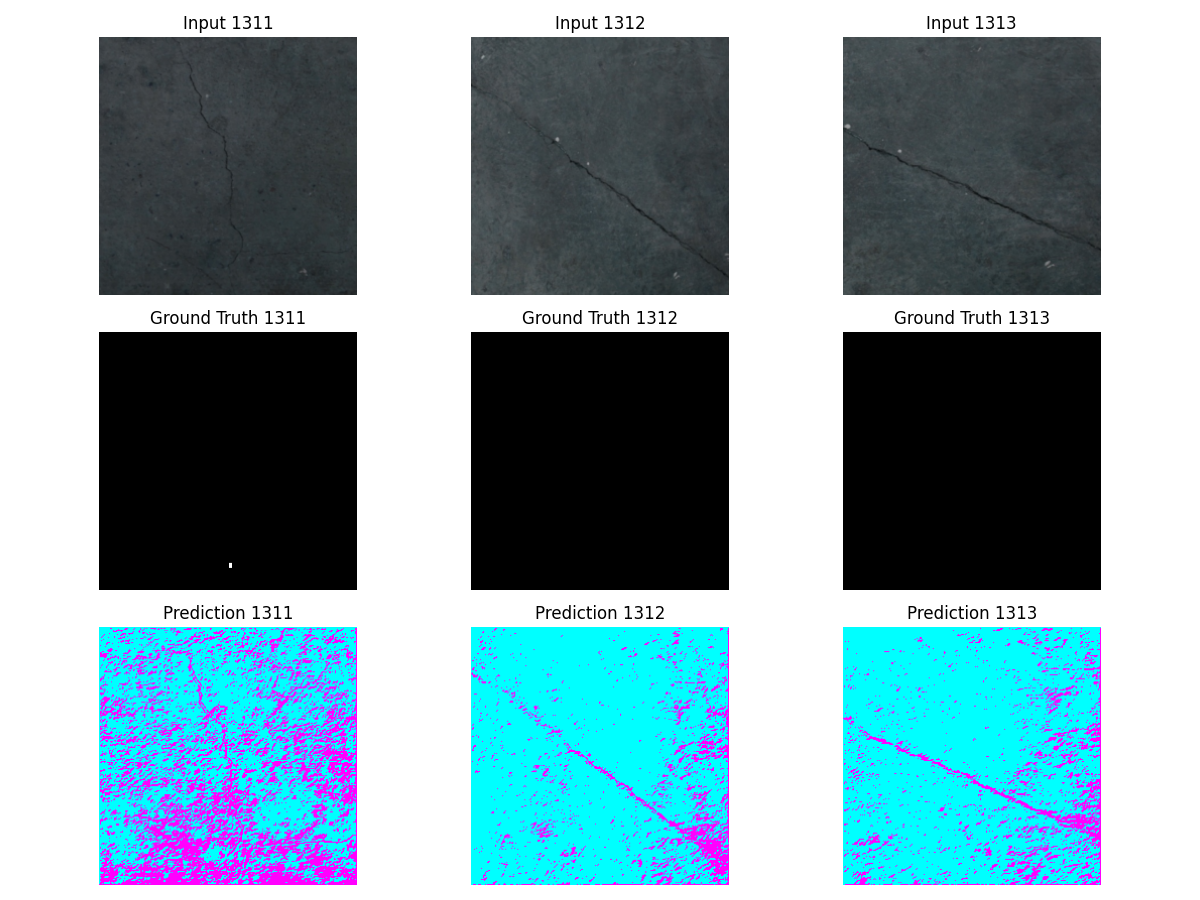 Input 1311
Input 1312
Input 1313
Ground Truth 1311
Ground Truth 1312
Ground Truth 1313
Prediction 1311
Prediction 1312
Prediction 1313